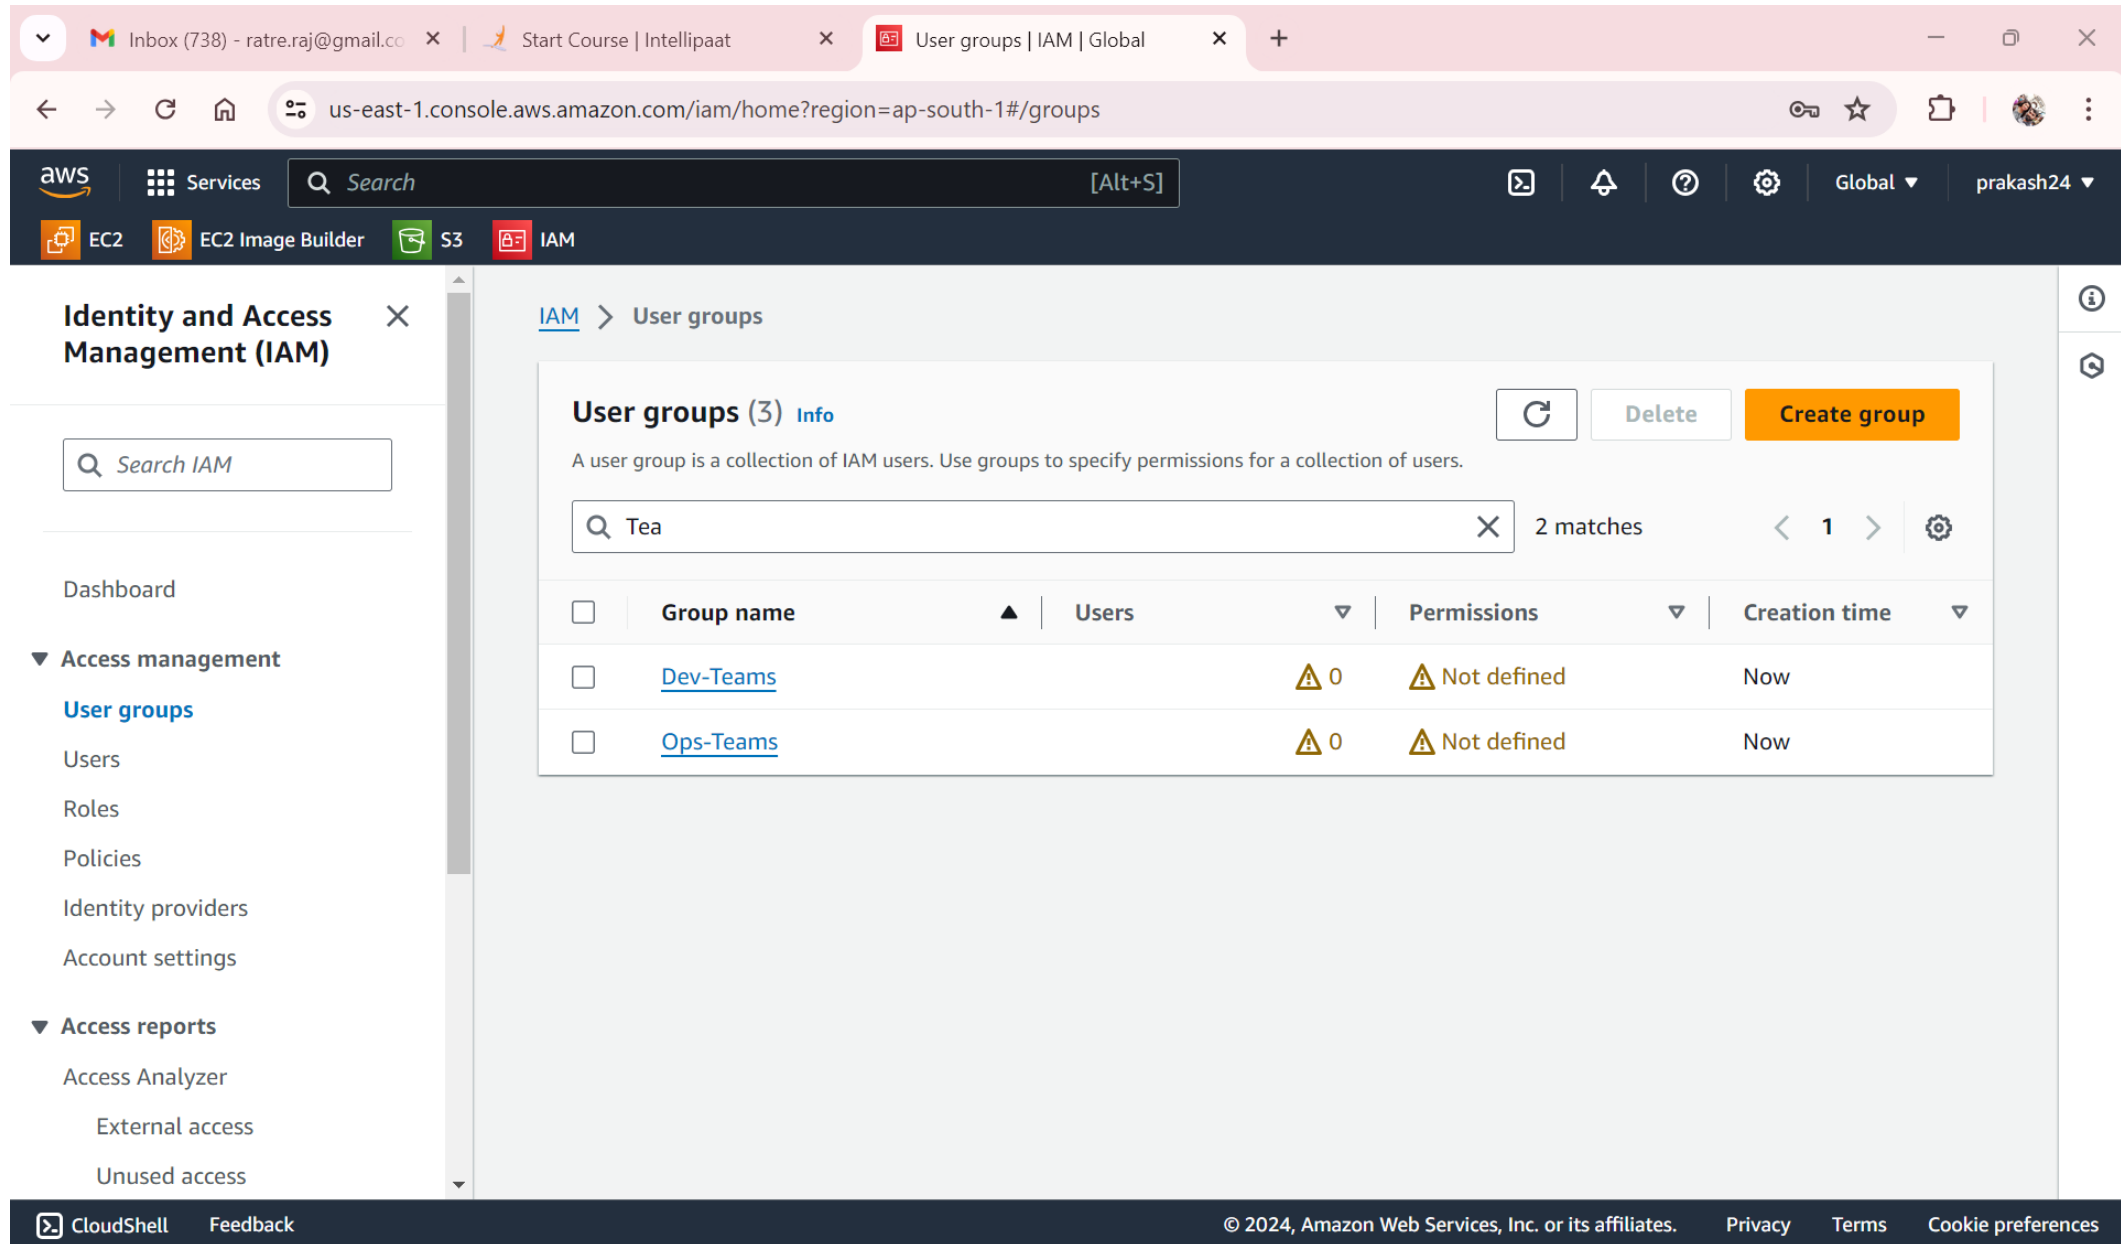 Inbox (738) - ratre.raj@gmail.co
Start Course | Intellipaat
User groups | IAM | Global
us-east-1.console.aws.amazon.com/iam/home?region=ap-south-1#/groups
aws
Services
Search
[Alt+S]
Global
prakash24
EC2
EC2 Image Builder
S3
IAM
Identity and Access
Management (IAM)
Search IAM
Dashboard
Access management
User groups
Users
Roles
Policies
Identity providers
Account settings
Access reports
Access Analyzer
External access
Unused access
IAM > User groups
User groups (3) Info
Delete
Create group
A user group is a collection of IAM users. Use groups to specify permissions for a collection of users.
Tea
2 matches
1
Group name Users Permissions Creation time
Dev-Teams 0 Not defined Now
Ops-Teams 0 Not defined Now
CloudShell Feedback
© 2024, Amazon Web Services, Inc. or its affiliates. Privacy Terms Cookie preferences